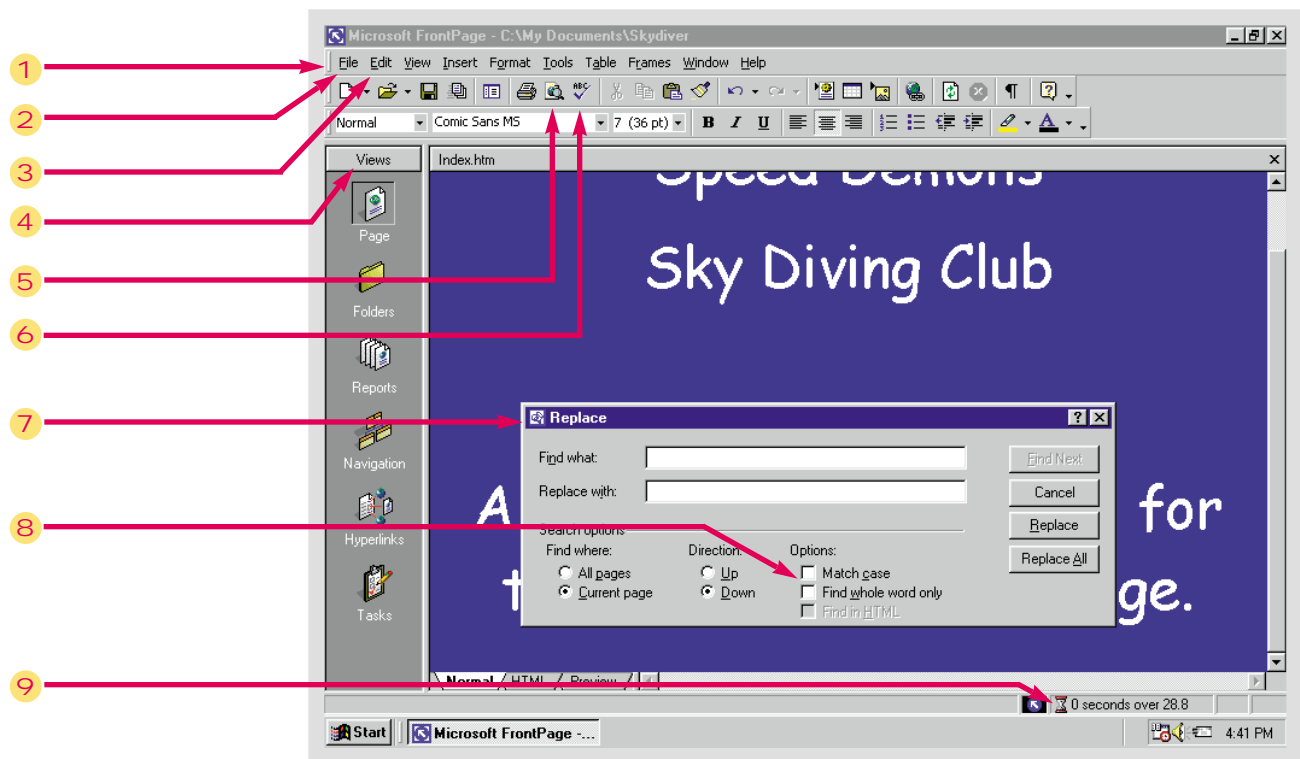 Microsoft FrontPage - C:\My Documents\Skydiver
1
File Edit View Insert Format Tools Table Frames Window Help
2
ABC
Normal Comic Sans MS 7 (36 pt) B I U A
3
Views Index.htm
4
Speed Demons
Page
Sky Diving Club
5
Folders
6
Reports
7
Replace
Find what: Find Next
Navigation
Replace with: Cancel
A for
8
Search options Replace
Hyperlinks
Find where: Direction: Options: Replace All
All pages Up Match case
Current page Down Find whole word only
t ge.
Find in HTML
Tasks
9
Normal HTML Preview
0 seconds over 28.8
Start Microsoft FrontPage -... 4:41 PM